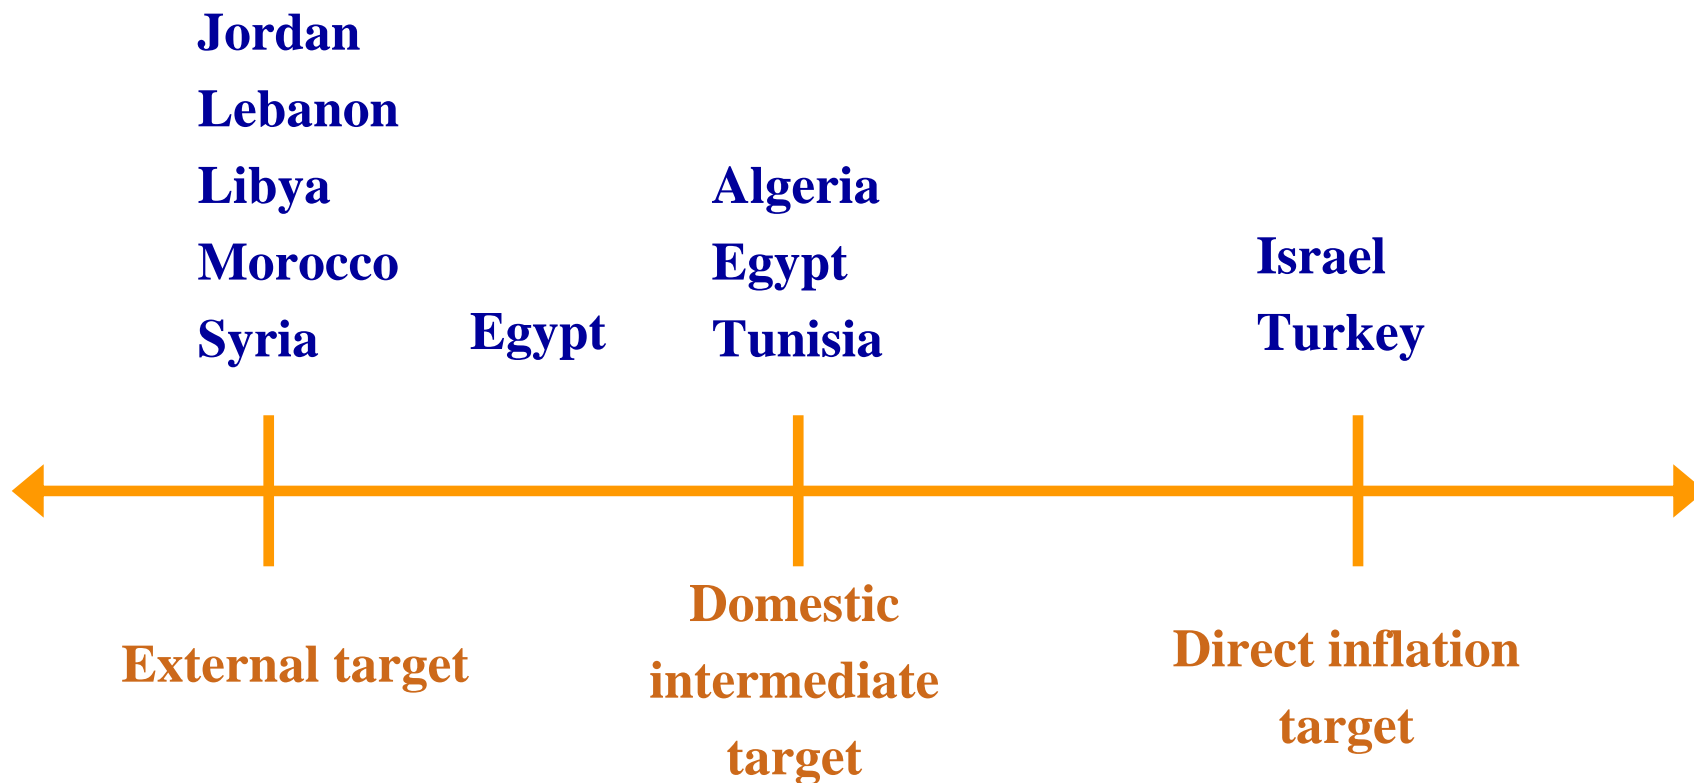 Jordan
Lebanon
Libya
Morocco
Syria
Egypt
Algeria
Egypt
Tunisia
Israel
Turkey
External target
Domestic
intermediate
target
Direct inflation
target